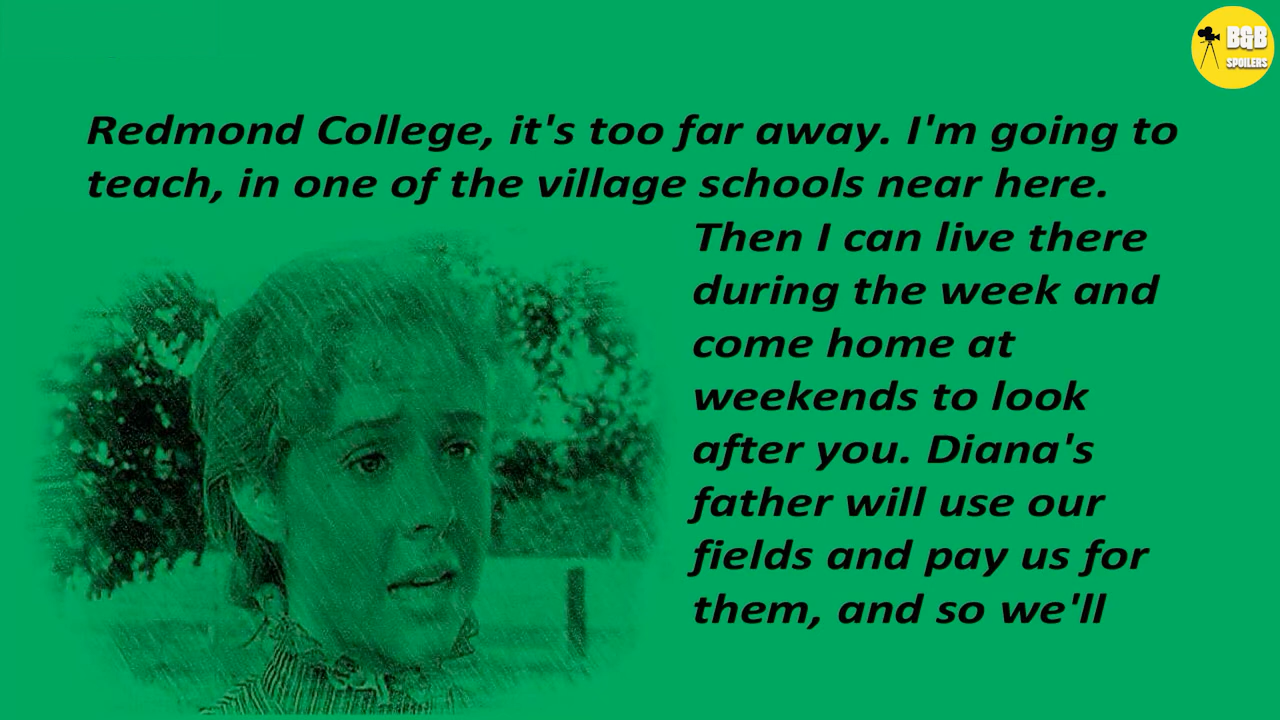 B&B
SPOILERS
Redmond College, it's too far away. I'm going to
teach, in one of the village schools near here.
Then I can live there
during the week and
come home at
weekends to look
after you. Diana's
father will use our
fields and pay us for
them, and so we'll